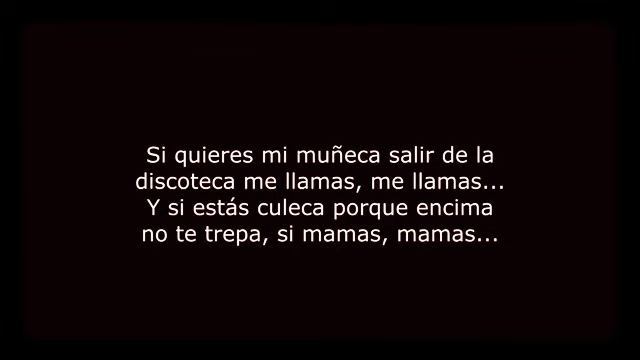 Si quieres mi muñeca salir de la
discoteca me llamas, me llamas...
Y si estás culeca porque encima
no te trepa, si mamas, mamas...